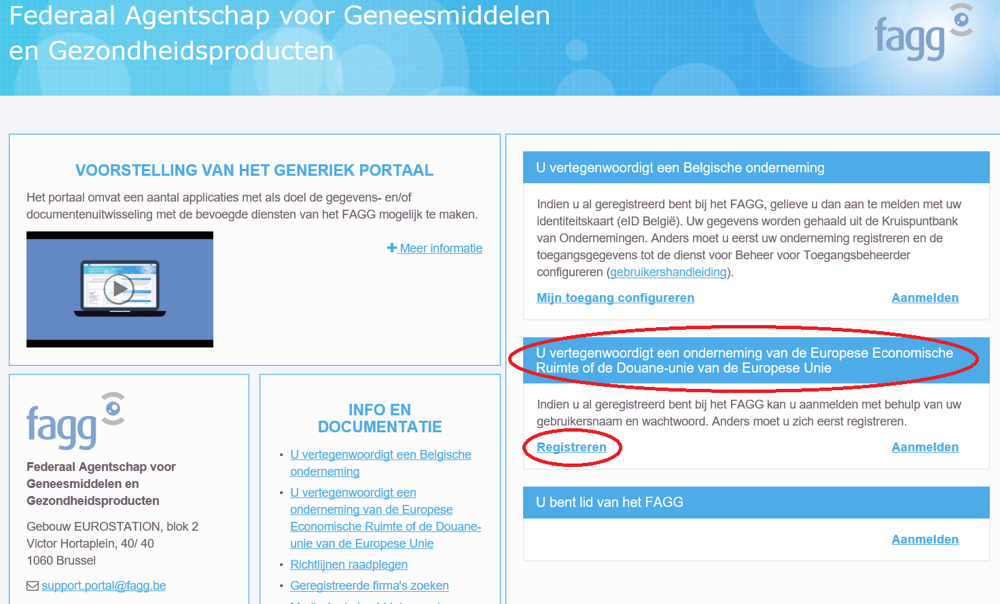 Federaal Agentschap voor Geneesmiddelen
en Gezondheidsproducten
fagg
VOORSTELLING VAN HET GENERIEK PORTAAL
Het portaal omvat een aantal applicaties met als doel de gegevens- en/of
documentenuitwisseling met de bevoegde diensten van het FAGG mogelijk te maken.
Meer informatie
fagg
Federaal Agentschap voor
Geneesmiddelen en
Gezondheidsproducten
Gebouw EUROSTATION, blok 2
Victor Hortaplein, 40/ 40
1060 Brussel
support.portal@fagg.be
INFO EN
DOCUMENTATIE
• U vertegenwoordigt een Belgische
onderneming
• U vertegenwoordigt een
onderneming van de Europese
Economische Ruimte of de Douane-
unie van de Europese Unie
• Richtlijnen raadplegen
• Geregistreerde firma's zoeken
U vertegenwoordigt een Belgische onderneming
Indien u al geregistreerd bent bij het FAGG, gelieve u dan aan te melden met uw
identiteitskaart (eID België). Uw gegevens worden gehaald uit de Kruispuntbank
van Ondernemingen. Anders moet u eerst uw onderneming registreren en de
toegangsgegevens tot de dienst voor Beheer voor Toegangsbeheerder
configureren (gebruikershandleiding).
Mijn toegang configureren Aanmelden
U vertegenwoordigt een onderneming van de Europese Economische
Ruimte of de Douane-unie van de Europese Unie
Indien u al geregistreerd bent bij het FAGG kan u aanmelden met behulp van uw
gebruikersnaam en wachtwoord. Anders moet u zich eerst registreren.
Registreren Aanmelden
U bent lid van het FAGG
Aanmelden